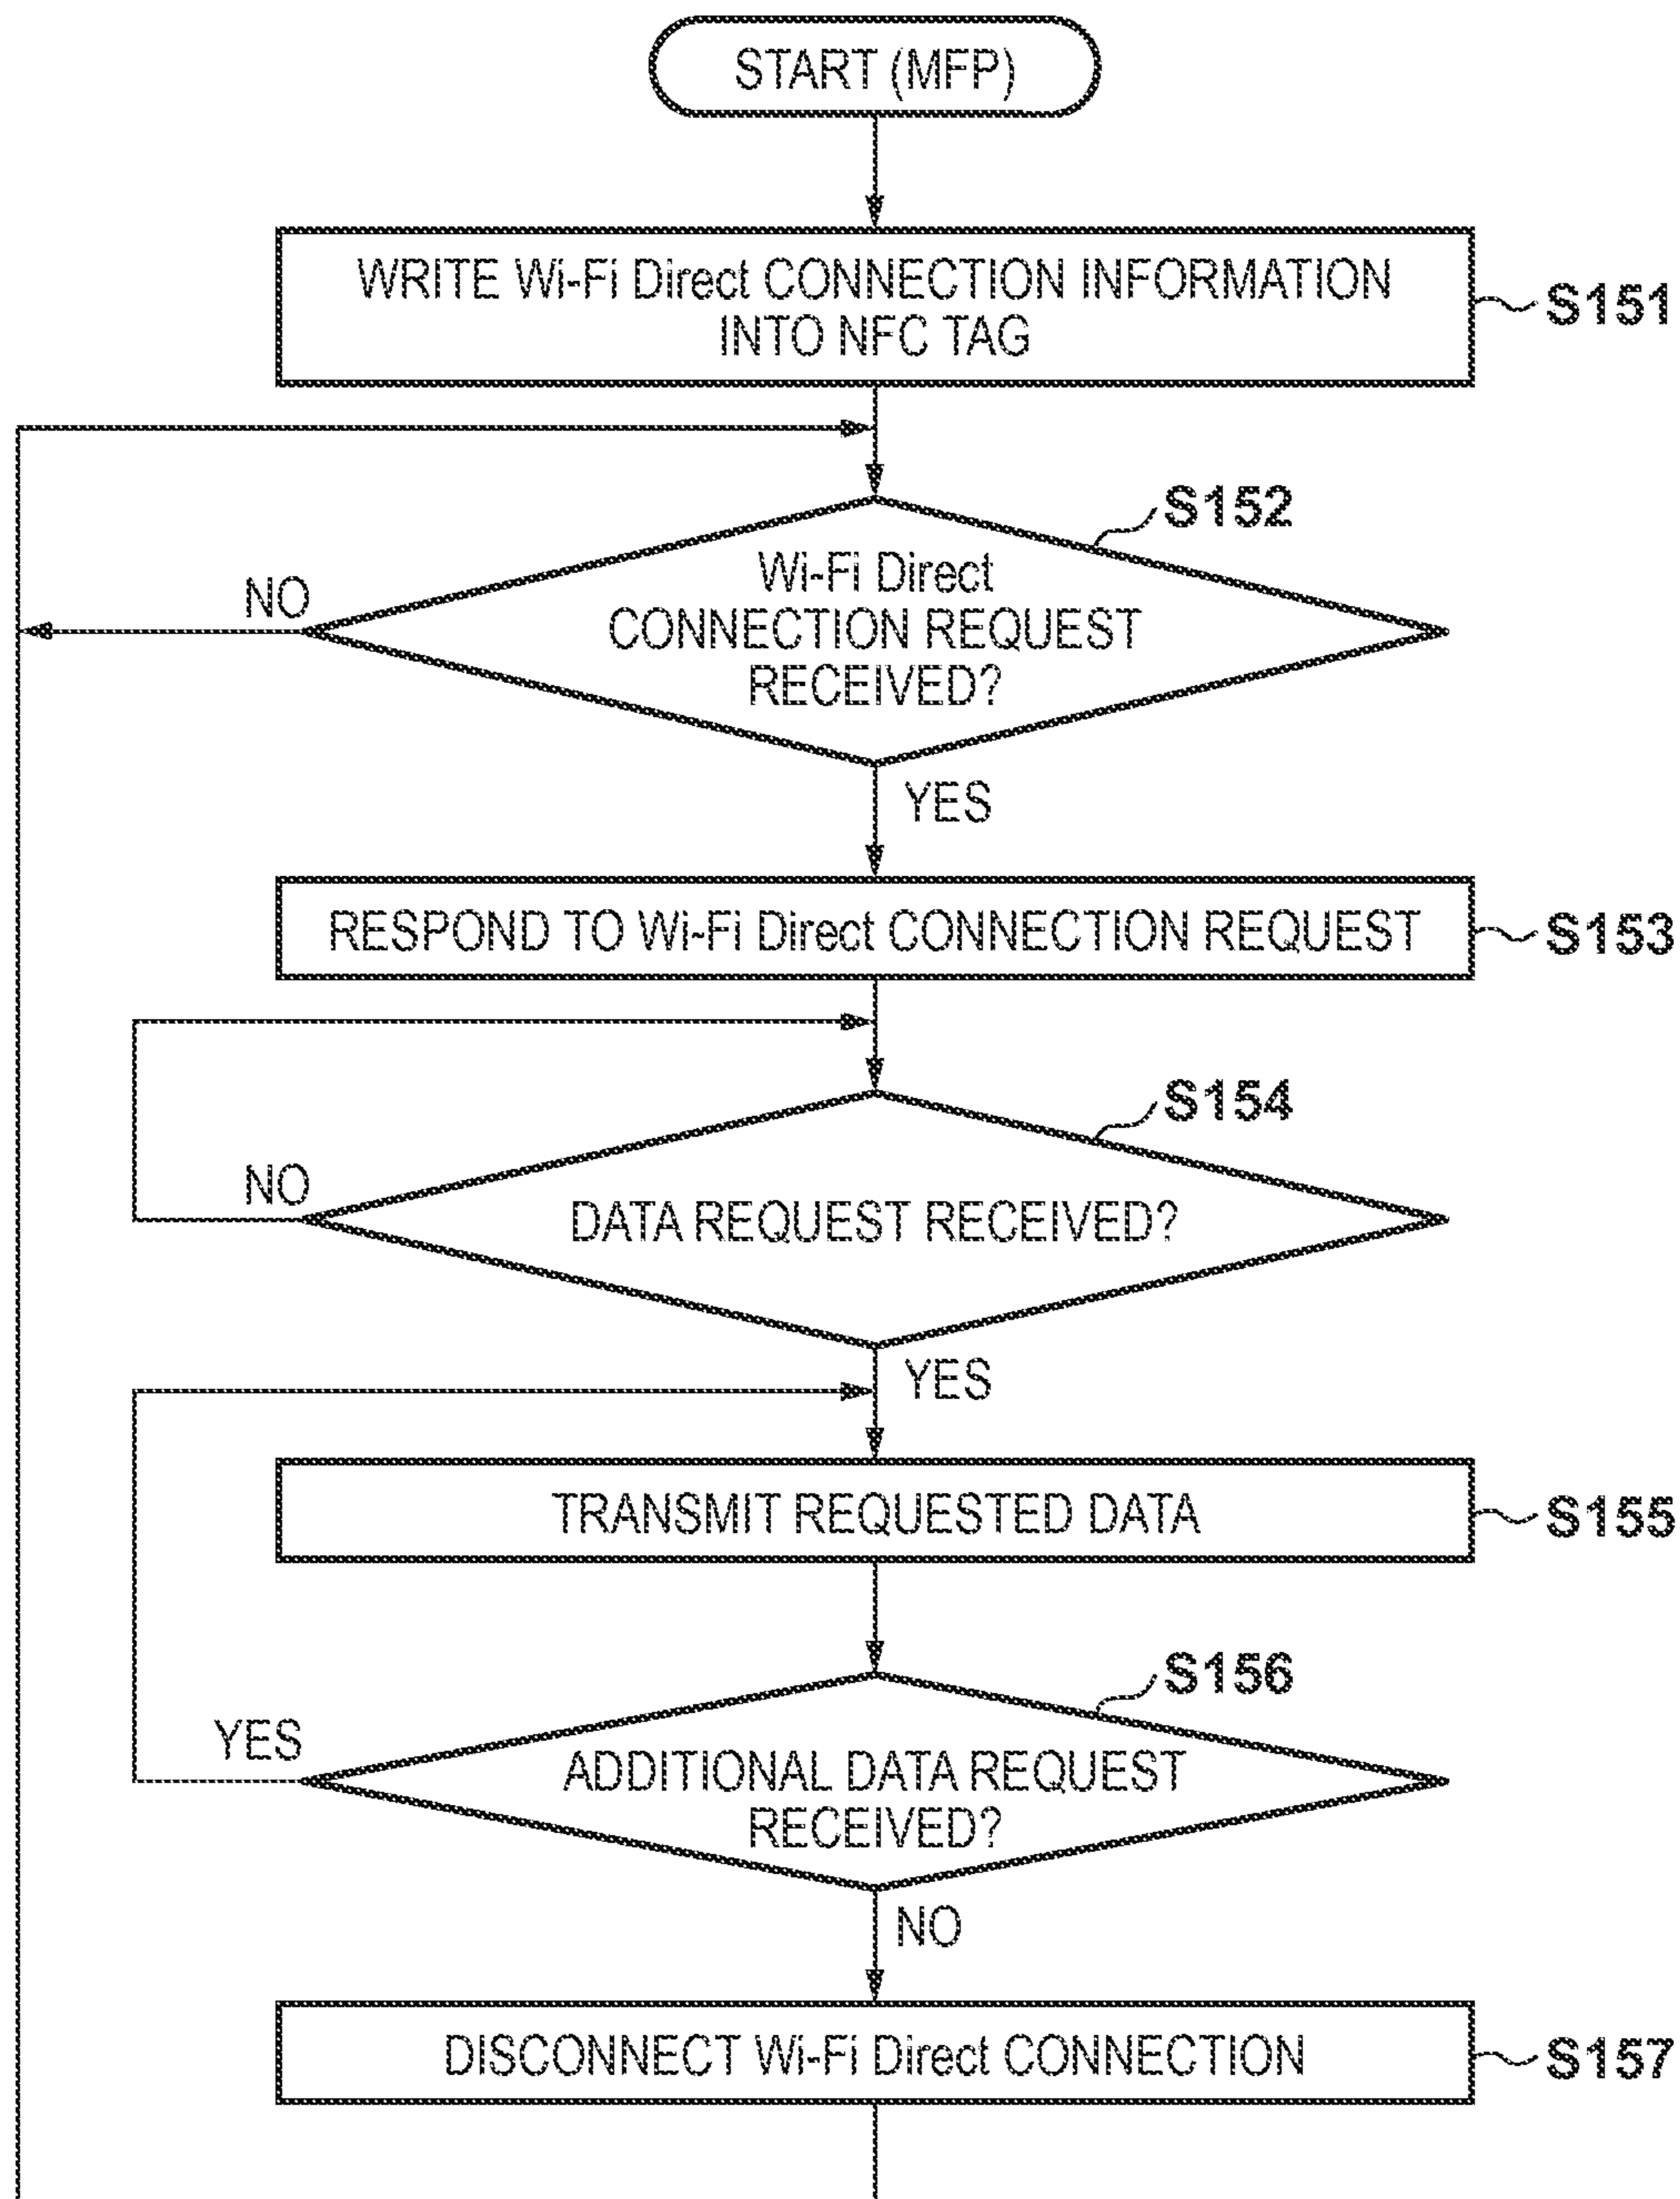 START (MFP)
WRITE Wi-Fi Direct CONNECTION INFORMATION
INTO NFC TAG
S151
S152
Wi-Fi Direct
CONNECTION REQUEST
RECEIVED?
NO
YES
RESPOND TO Wi-Fi Direct CONNECTION REQUEST
S153
S154
DATA REQUEST RECEIVED?
NO
YES
TRANSMIT REQUESTED DATA
S155
S156
ADDITIONAL DATA REQUEST
RECEIVED?
YES
NO
DISCONNECT Wi-Fi Direct CONNECTION
S157